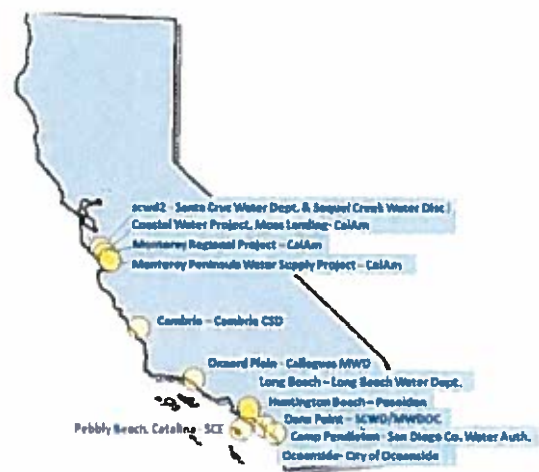 scwd2 - Santa Cruz Water Dept. & Soquel Creek Water Dist.
Coastal Water Project, Moss Landing- CalAm
Monterey Regional Project - CalAm
Monterey Peninsula Water Supply Project - CalAm
Cambria - Cambria CSD
Oxnard Plain - Calleguas MWD
Long Beach - Long Beach Water Dept.
Huntington Beach - Poseidon
Dana Point - SCWD/MWDOC
Pebbly Beach, Catalina - SCE
Camp Pendleton - San Diego Co. Water Auth.
Oceanside- City of Oceanside